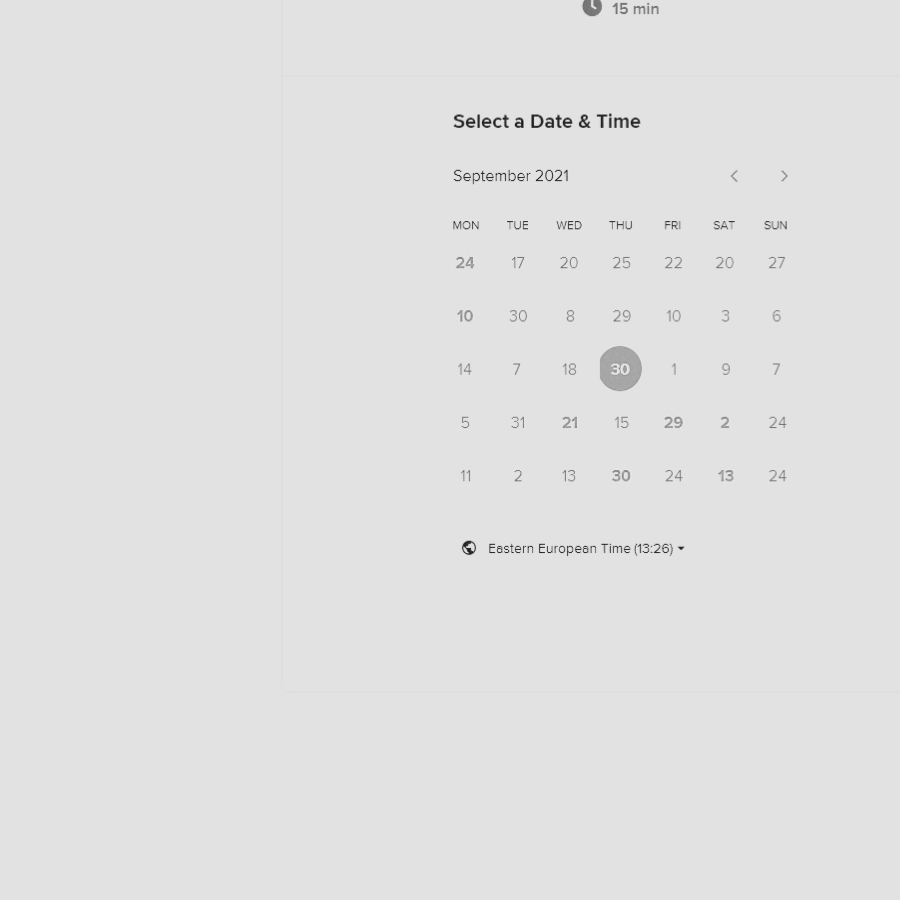 15 min
Select a Date & Time
September 2021
MON TUE WED THU FRI SAT SUN
24 17 20 25 22 20 27
10 30 8 29 10 3 6
14 7 18 30 1 9 7
5 31 21 15 29 2 24
11 2 13 30 24 13 24
Eastern European Time (13:26)